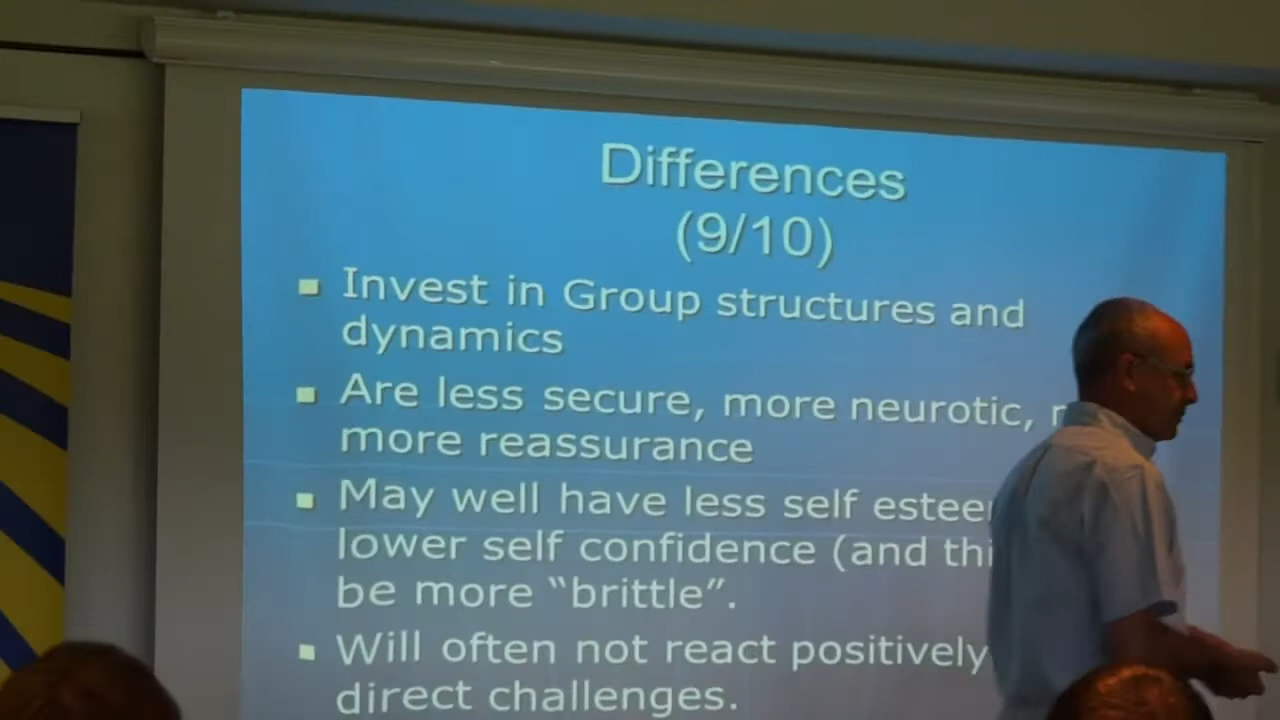 Differences
(9/10)
Invest in Group structures and
dynamics
Are less secure, more neurotic,
more reassurance
May well have less self
lower self confidence (and
be more “brittle”.
Will often not react positively
direct challenges.